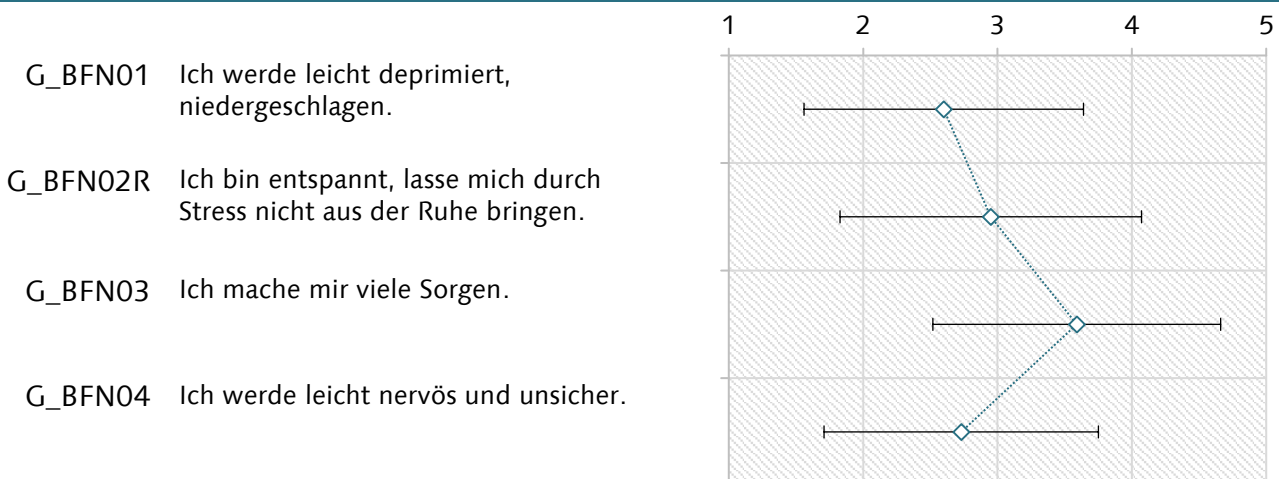 1 2 3 4 5
G_BFN01 Ich werde leicht deprimiert,
niedergeschlagen.
G_BFN02R Ich bin entspannt, lasse mich durch
Stress nicht aus der Ruhe bringen.
G_BFN03 Ich mache mir viele Sorgen.
G_BFN04 Ich werde leicht nervös und unsicher.